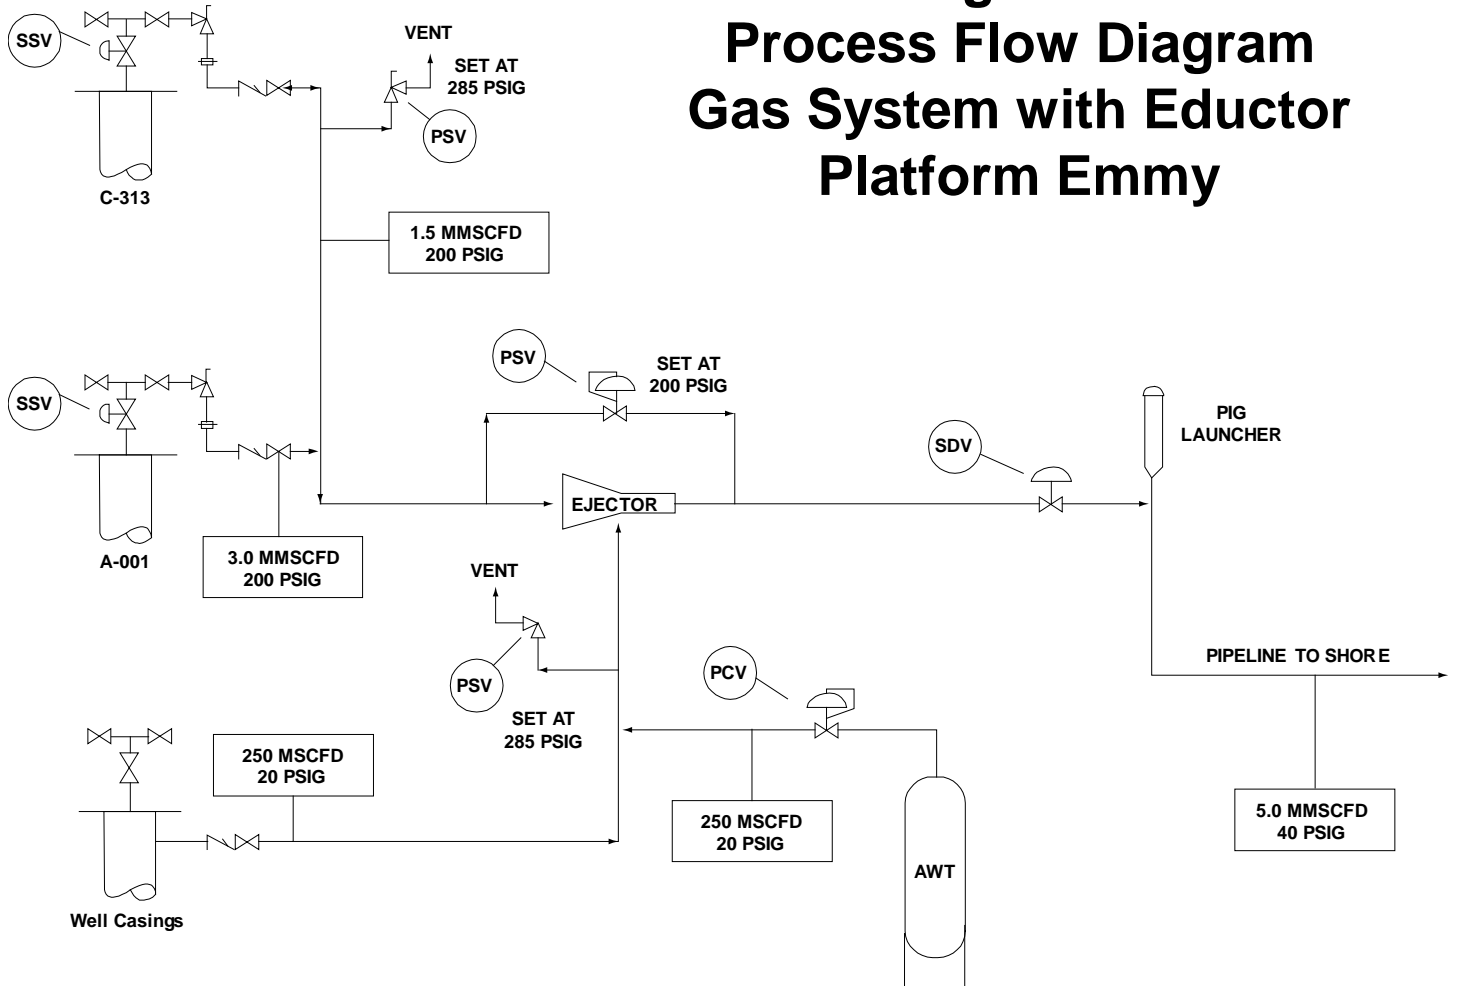 Process Flow Diagram
Gas System with Eductor
Platform Emmy
SSV
VENT
SET AT
285 PSIG
PSV
C-313
1.5 MMSCFD
200 PSIG
PSV
SET AT
200 PSIG
SSV
PIG
LAUNCHER
SDV
EJECTOR
A-001
3.0 MMSCFD
200 PSIG
VENT
PSV
SET AT
285 PSIG
PCV
PIPELINE TO SHORE
250 MSCFD
20 PSIG
250 MSCFD
20 PSIG
5.0 MMSCFD
40 PSIG
AWT
Well Casings